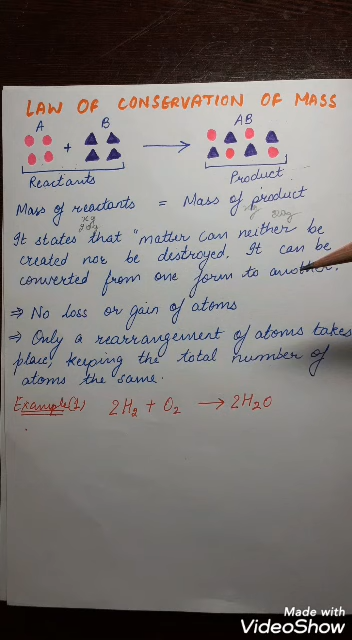 LAW OF CONSERVATION OF MASS
A B AB
+ →
Reactants Product
Mass of reactants = Mass of product
It states that "matter can neither be
created nor be destroyed. It can be
converted from one form to another.
⇒ No loss or gain of atoms
⇒ Only a rearrangement of atoms takes
place, keeping the total number of
atoms the same.
Example(1) 2H₂ + O₂ → 2H₂O
Made with
VideoShow